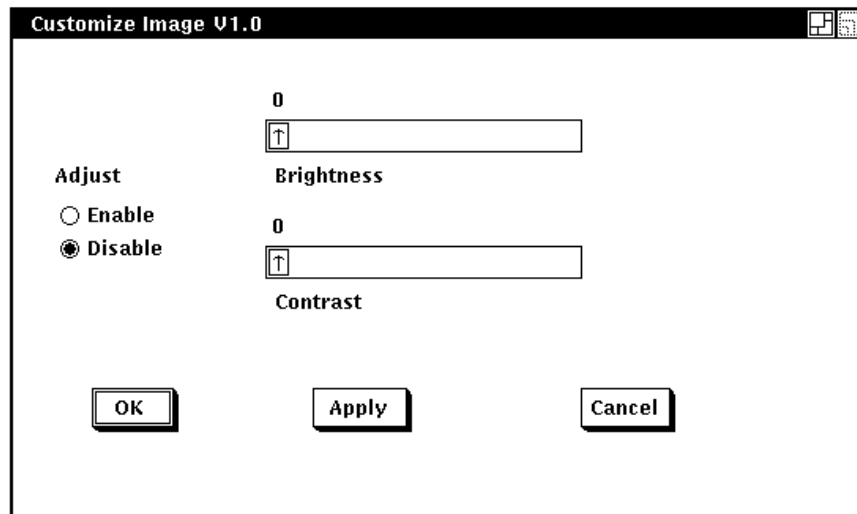 Customize Image V1.0
0
Adjust
Brightness
Enable
0
Disable
Contrast
OK
Apply
Cancel